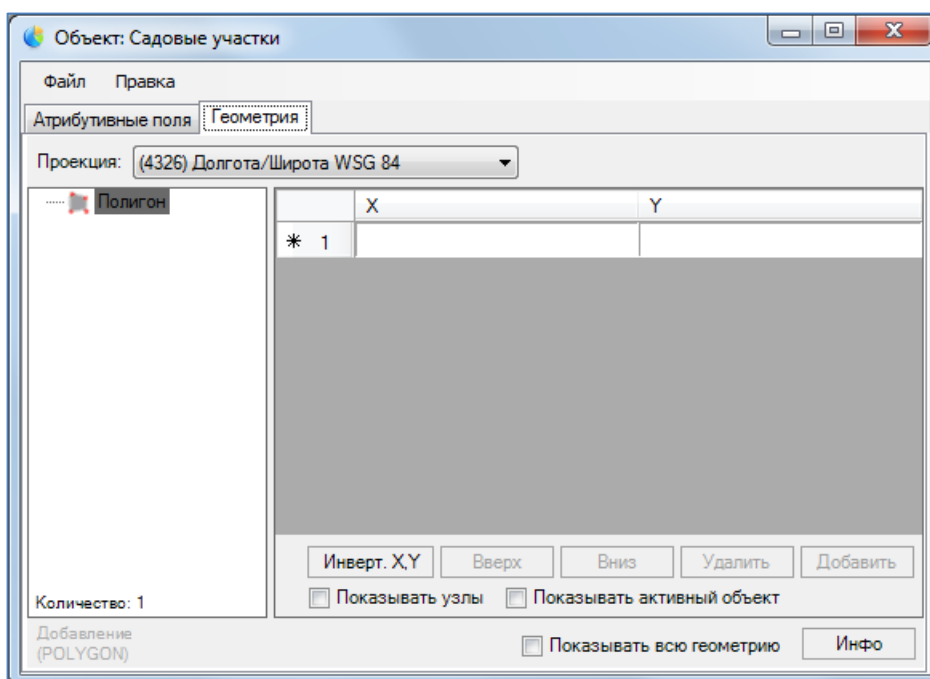 Объект: Садовые участки
Файл Правка
Атрибутивные поля Геометрия
Проекция: (4326) Долгота/Широта WSG 84
Полигон
X Y
* 1
Инверт. X,Y Вверх Вниз Удалить Добавить
Показывать узлы Показывать активный объект
Количество: 1
Добавление
(POLYGON)
Показывать всю геометрию Инфо